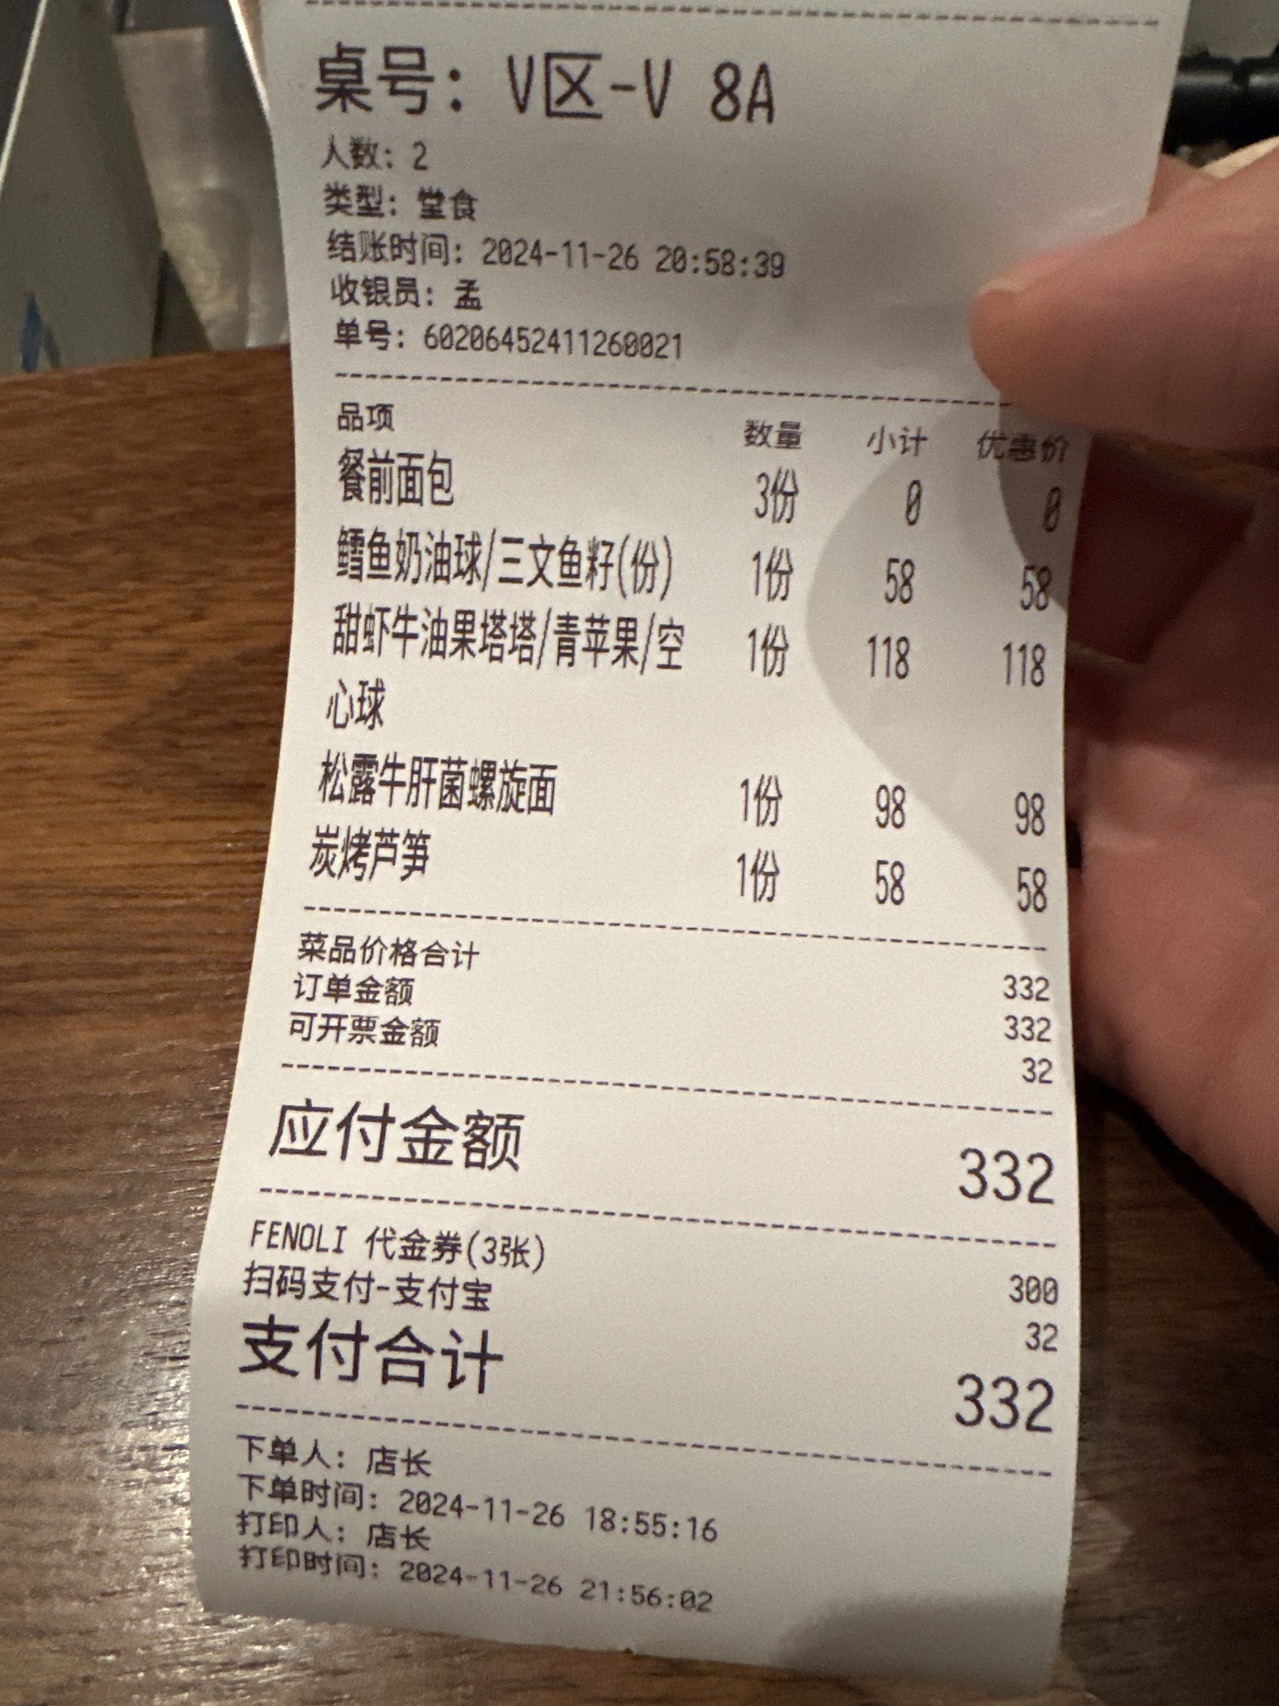 桌号：V区-V 8A
人数：2
类型：堂食
结账时间：2024-11-26 20:58:39
收银员：孟
单号：60206452411260021
品项 数量 小计 优惠价
餐前面包 3份 0 0
鳕鱼奶油球/三文鱼籽(份) 1份 58 58
甜虾牛油果塔塔/青苹果/空 1份 118 118
心球
松露牛肝菌螺旋面 1份 98 98
炭烤芦笋 1份 58 58
菜品价格合计 332
订单金额 332
可开票金额 32
应付金额 332
FENOLI 代金券(3张) 300
扫码支付-支付宝 32
支付合计 332
下单人：店长
下单时间：2024-11-26 18:55:16
打印人：店长
打印时间：2024-11-26 21:56:02